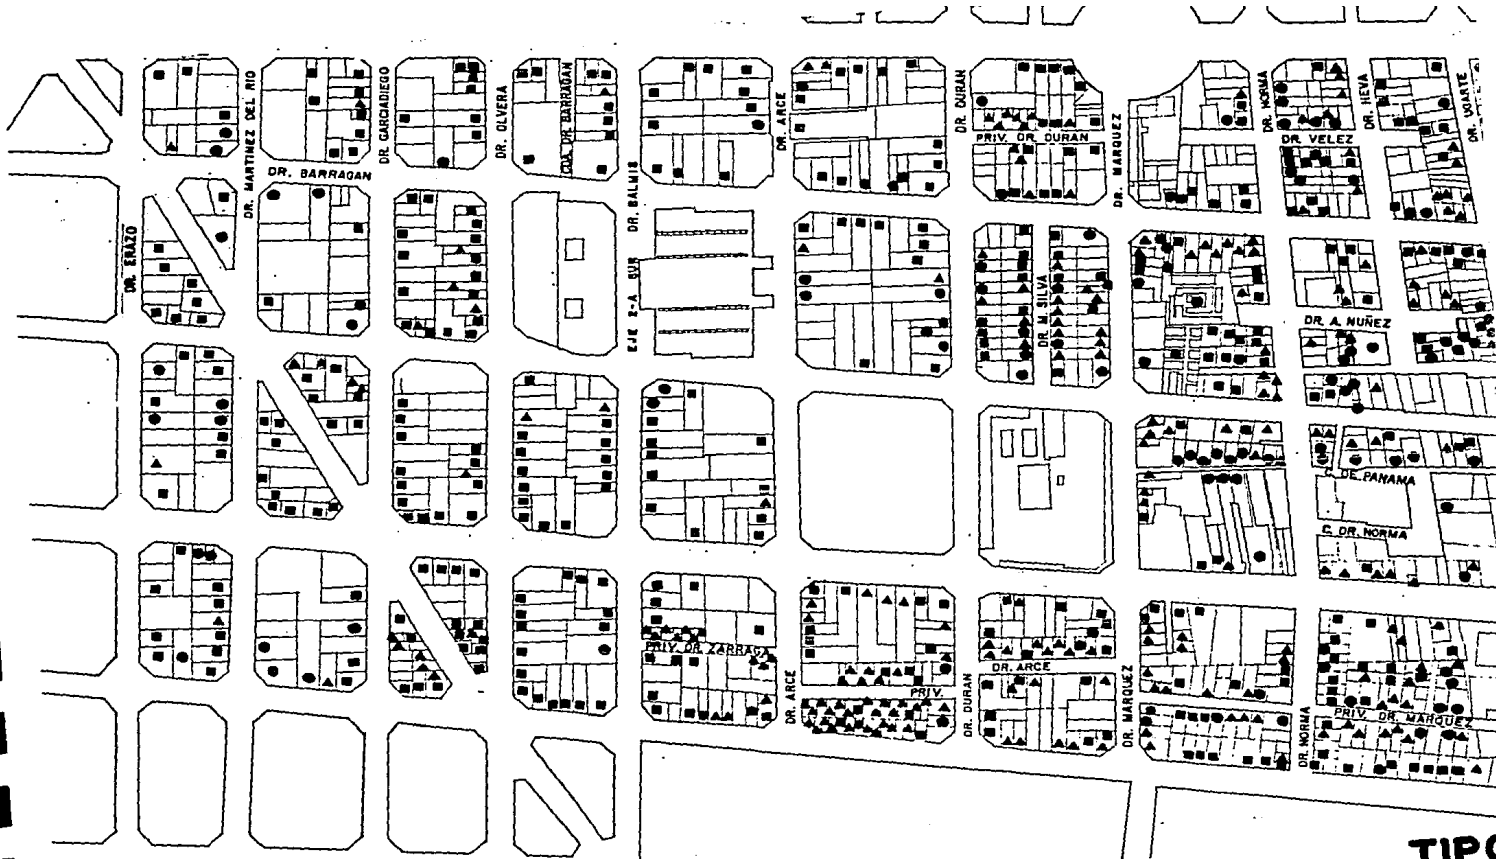 DR. ERAZO
DR. MARTINEZ DEL RIO
DR. BARRAGAN
DR. GARCIADIEGO
DR. OLVERA
CDA. DR. BARRAGAN
EJE 2-A SUR DR. BALMIS
DR. ARCE
DR. DURAN
PRIV. DR. DURAN
DR. MARQUEZ
DR. NORMA
DR. VELEZ
DR. HEVA
DR. UGARTE
DR. M. SILVA
DR. A. NUÑEZ
C. DE PANAMA
C. DR. NORMA
PRIV. DR. ZARRAGA
DR. ARCE
PRIV.
DR. ARCE
DR. DURAN
DR. MARQUEZ
DR. NORMA
PRIV. DR. MARQUEZ